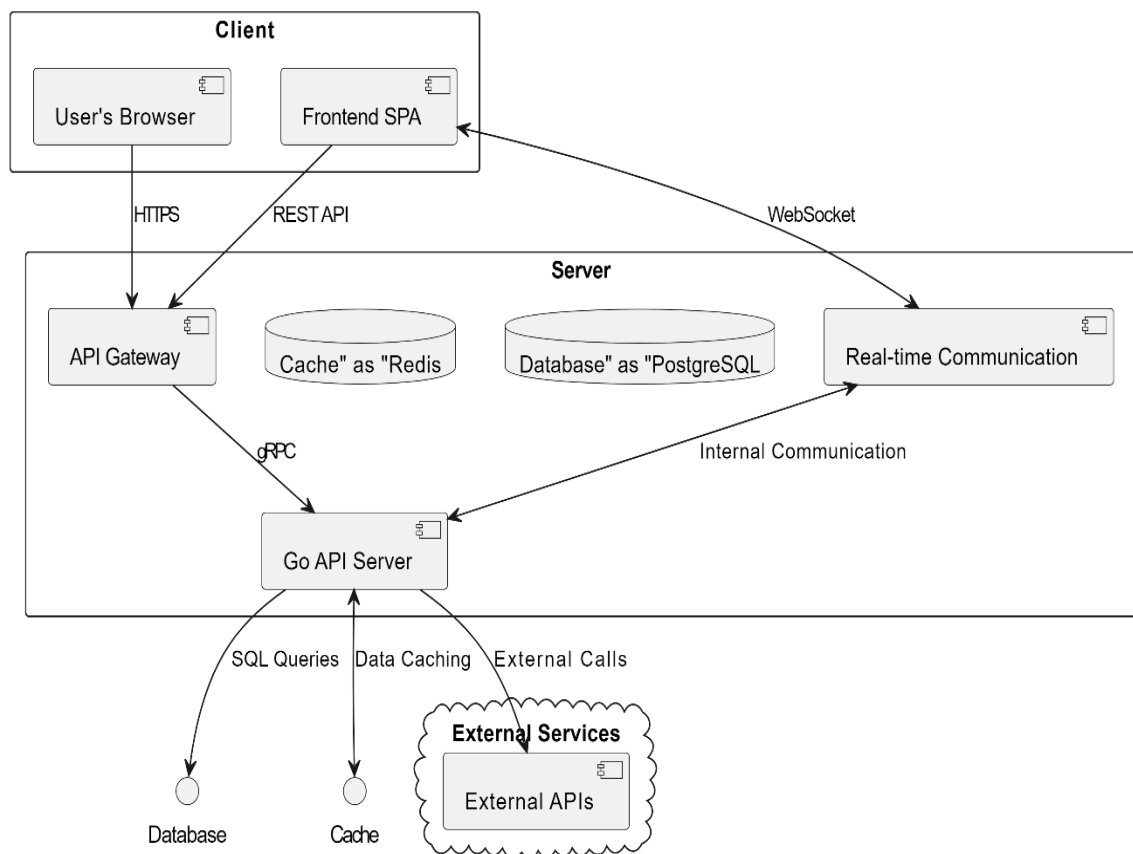 Client
User's Browser
Frontend SPA
HTTPS
REST API
WebSocket
Server
API Gateway
Cache" as "Redis
Database" as "PostgreSQL
Real-time Communication
gRPC
Internal Communication
Go API Server
SQL Queries
Data Caching
External Calls
External Services
External APIs
Database
Cache